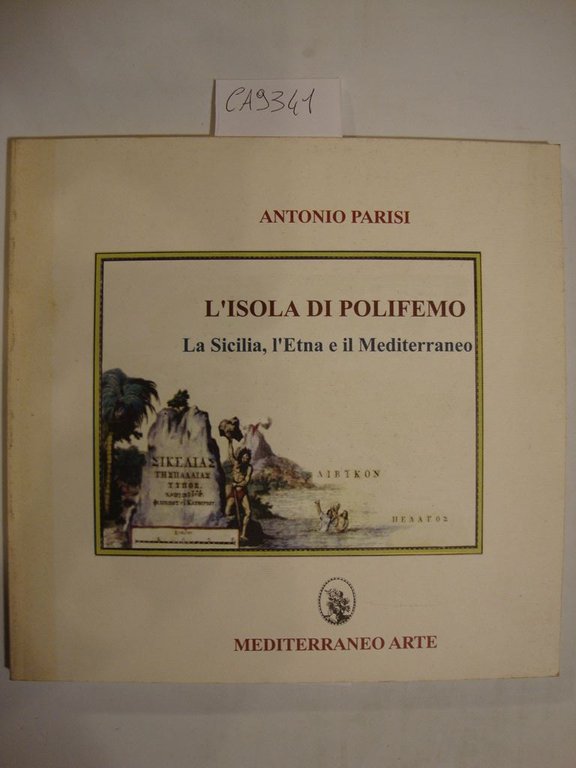 CA9341
ANTONIO PARISI
L'ISOLA DI POLIFEMO
La Sicilia, l'Etna e il Mediterraneo
ΣΙΚΕΛΙΑΣ
ΤΗΣ ΠΑΛΑΙΑΣ
ΤΥΠΟΣ
ΛΙΒΥΚΟΝ
ΠΕΛΑΓΟΣ
MEDITERRANEO ARTE